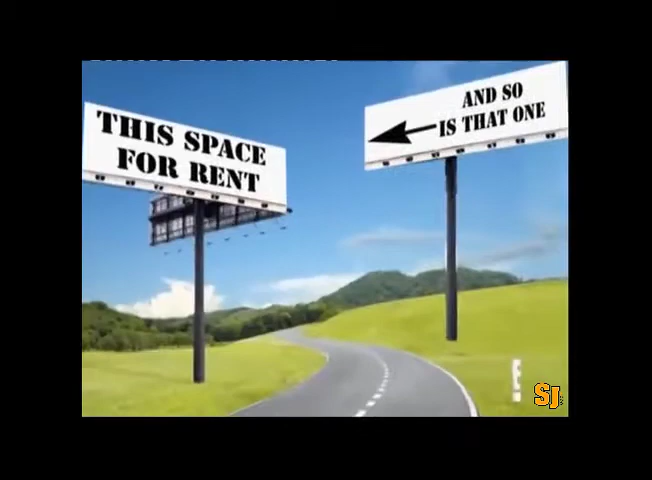 THIS SPACE
FOR RENT
AND SO
IS THAT ONE
E!
SJ